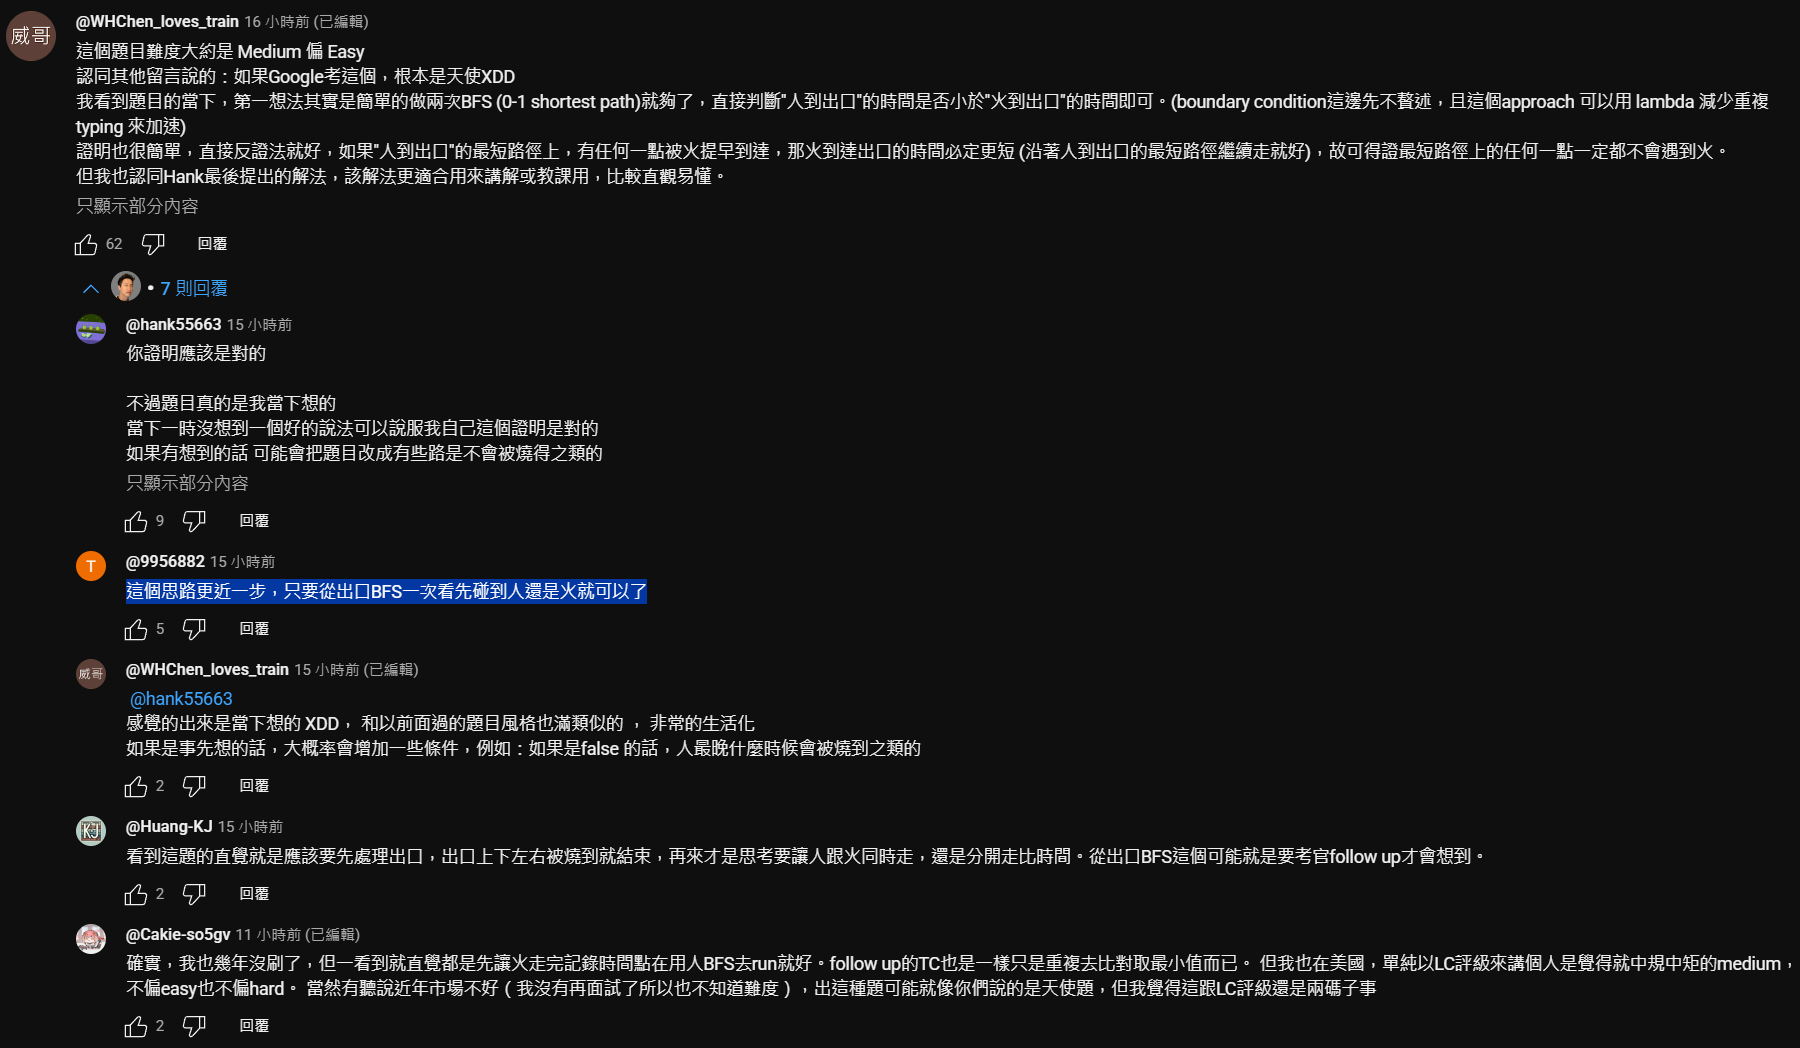 威哥
@WHChen_loves_train 16 小時前 (已編輯)
這個題目難度大約是 Medium 偏 Easy
認同其他留言說的：如果Google考這個，根本是天使XDD
我看到題目的當下，第一想法其實是簡單的做兩次BFS (0-1 shortest path)就夠了，直接判斷"人到出口"的時間是否小於"火到出口"的時間即可。(boundary condition這邊先不贅述，且這個approach 可以用 lambda 減少重複
typing 來加速)
證明也很簡單，直接反證法就好，如果"人到出口"的最短路徑上，有任何一點被火提早到達，那火到達出口的時間必定更短 (沿著人到出口的最短路徑繼續走就好)，故可得證最短路徑上的任何一點一定都不會遇到火。
但我也認同Hank最後提出的解法，該解法更適合用來講解或教課用，比較直觀易懂。
只顯示部分內容
62 回覆
• 7 則回覆
@hank55663 15 小時前
你證明應該是對的
不過題目真的是我當下想的
當下一時沒想到一個好的說法可以說服我自己這個證明是對的
如果有想到的話 可能會把題目改成有些路是不會被燒得之類的
只顯示部分內容
9 回覆
T
@9956882 15 小時前
這個思路更近一步，只要從出口BFS一次看先碰到人還是火就可以了
5 回覆
威哥
@WHChen_loves_train 15 小時前 (已編輯)
@hank55663
感覺的出來是當下想的 XDD， 和以前面過的題目風格也滿類似的 ， 非常的生活化
如果是事先想的話，大概率會增加一些條件，例如：如果是false 的話，人最晚什麼時候會被燒到之類的
2 回覆
KJ
@Huang-KJ 15 小時前
看到這題的直覺就是應該要先處理出口，出口上下左右被燒到就結束，再來才是思考要讓人跟火同時走，還是分開走比時間。從出口BFS這個可能就是要考官follow up才會想到。
2 回覆
@Cakie-so5gv 11 小時前 (已編輯)
確實，我也幾年沒刷了，但一看到就直覺都是先讓火走完記錄時間點在用人BFS去run就好。follow up的TC也是一樣只是重複去比對取最小值而已。 但我也在美國，單純以LC評級來講個人是覺得就中規中矩的medium，
不偏easy也不偏hard。 當然有聽說近年市場不好 ( 我沒有再面試了所以也不知道難度 ) ，出這種題可能就像你們說的是天使題，但我覺得這跟LC評級還是兩碼子事
2 回覆